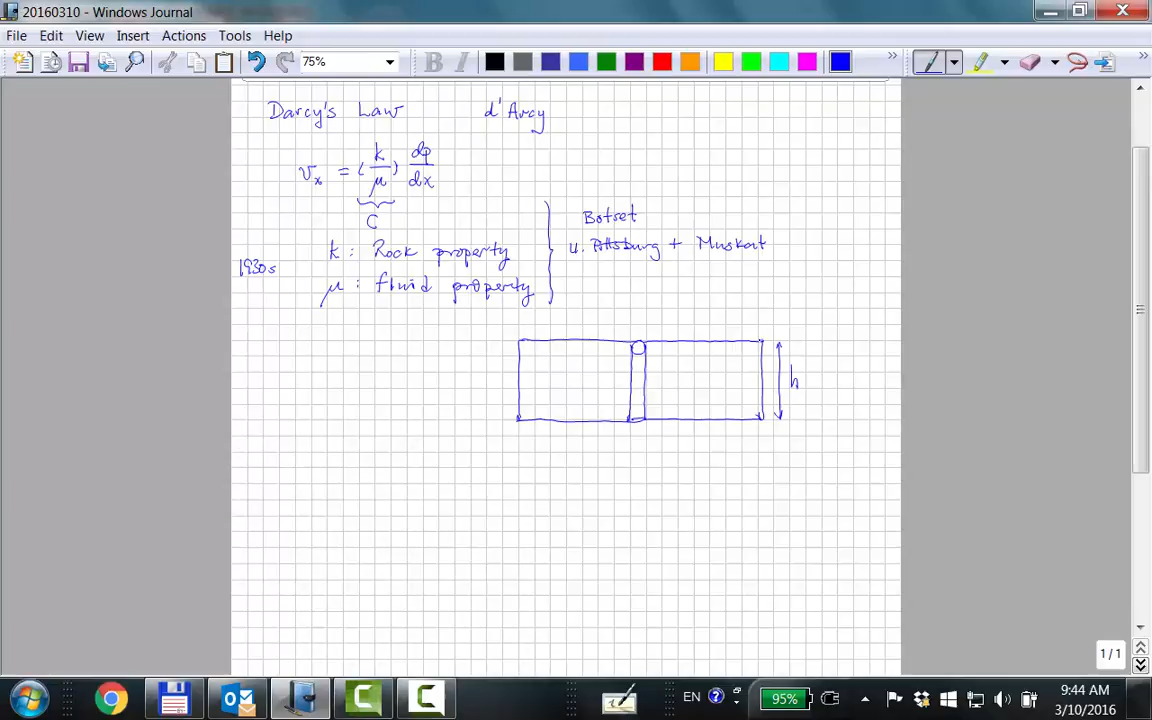 20160310 - Windows Journal
File Edit View Insert Actions Tools Help
75%
Darcy's Law d'Arcy
v_x = (k/μ) dp/dx
C
k: Rock property
1930s
μ: fluid property
Botset
U. Pittsburg + Muskat
h
1/1
EN
95%
9:44 AM
3/10/2016